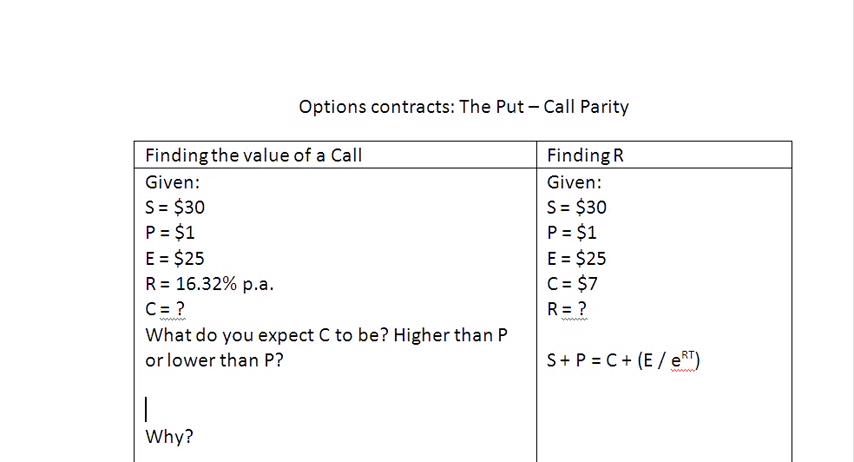 Options contracts: The Put – Call Parity
Finding the value of a Call
Given:
S = $30
P = $1
E = $25
R = 16.32% p.a.
C = ?
What do you expect C to be? Higher than P
or lower than P?
Why?
Finding R
Given:
S = $30
P = $1
E = $25
C = $7
R = ?
S + P = C + (E / eᴿᵀ)